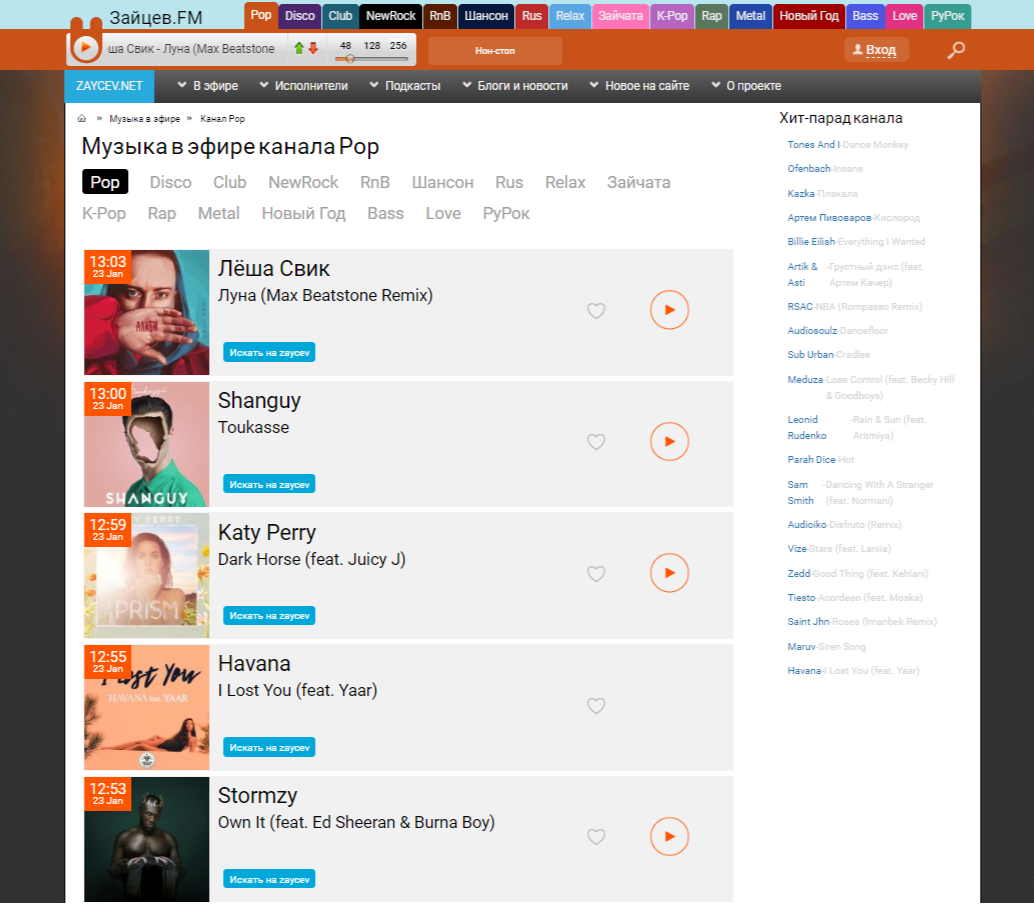 Зайцев.FM
Pop Disco Club NewRock RnB Шансон Rus Relax Зайчата K-Pop Rap Metal Новый Год Bass Love РуРок
ша Свик - Луна (Max Beatstone
48 128 256
Нон-стоп
Вход
ZAYCEV.NET В эфире Исполнители Подкасты Блоги и новости Новое на сайте О проекте
» Музыка в эфире » Канал Pop
Музыка в эфире канала Pop
Pop Disco Club NewRock RnB Шансон Rus Relax Зайчата
K-Pop Rap Metal Новый Год Bass Love РуРок
13:03
23 Jan
Лёша Свик
Луна (Max Beatstone Remix)
Искать на zaycev
13:00
23 Jan
SHANGUY
Shanguy
Toukasse
Искать на zaycev
12:59
23 Jan
PERRY
PRISM
Katy Perry
Dark Horse (feat. Juicy J)
Искать на zaycev
12:55
23 Jan
Lost You
HAVANA feat. YAAR
Havana
I Lost You (feat. Yaar)
Искать на zaycev
12:53
23 Jan
Stormzy
Own It (feat. Ed Sheeran & Burna Boy)
Искать на zaycev
Хит-парад канала
Tones And I-Dance Monkey
Ofenbach-Insane
Kazka-Плакала
Артем Пивоваров-Кислород
Billie Eilish-Everything I Wanted
Artik & -Грустный дэнс (feat.
Asti Артем Качер)
RSAC-NBA (Rompasso Remix)
Audiosoulz-Dancefloor
Sub Urban-Cradles
Meduza-Lose Control (feat. Becky Hill
& Goodboys)
Leonid -Rain & Sun (feat.
Rudenko Aritmiya)
Parah Dice-Hot
Sam -Dancing With A Stranger
Smith (feat. Normani)
Audioiko-Diafruto (Remix)
Vize-Stars (feat. Laniia)
Zedd-Good Thing (feat. Kehlani)
Tiesto-Acordeao (feat. Moska)
Saint Jhn-Roses (Imanbek Remix)
Maruv-Siren Song
Havana-I Lost You (feat. Yaar)